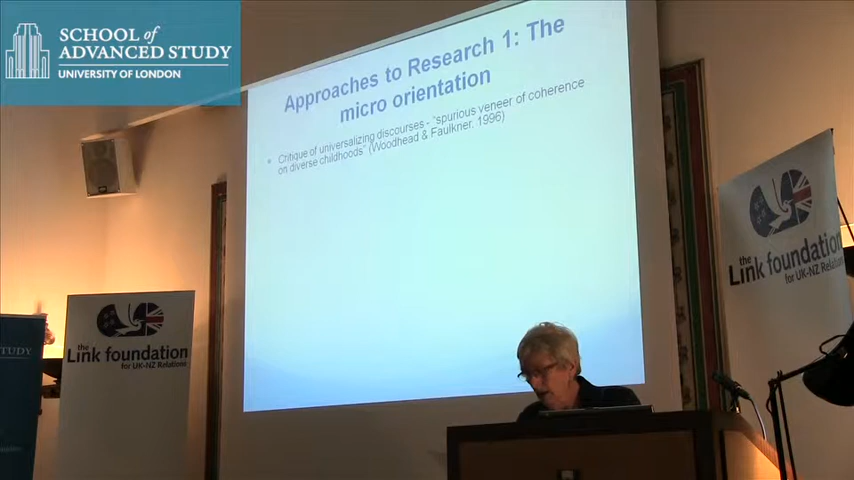 SCHOOL of
ADVANCED STUDY
UNIVERSITY OF LONDON
Approaches to Research 1: The
micro orientation
Critique of universalizing discourses - "spurious veneer of coherence
on diverse childhoods" (Woodhead & Faulkner, 1996)
the
Link foundation
for UK-NZ Relations
the
Link foundation
for UK-NZ Relations
STUDY